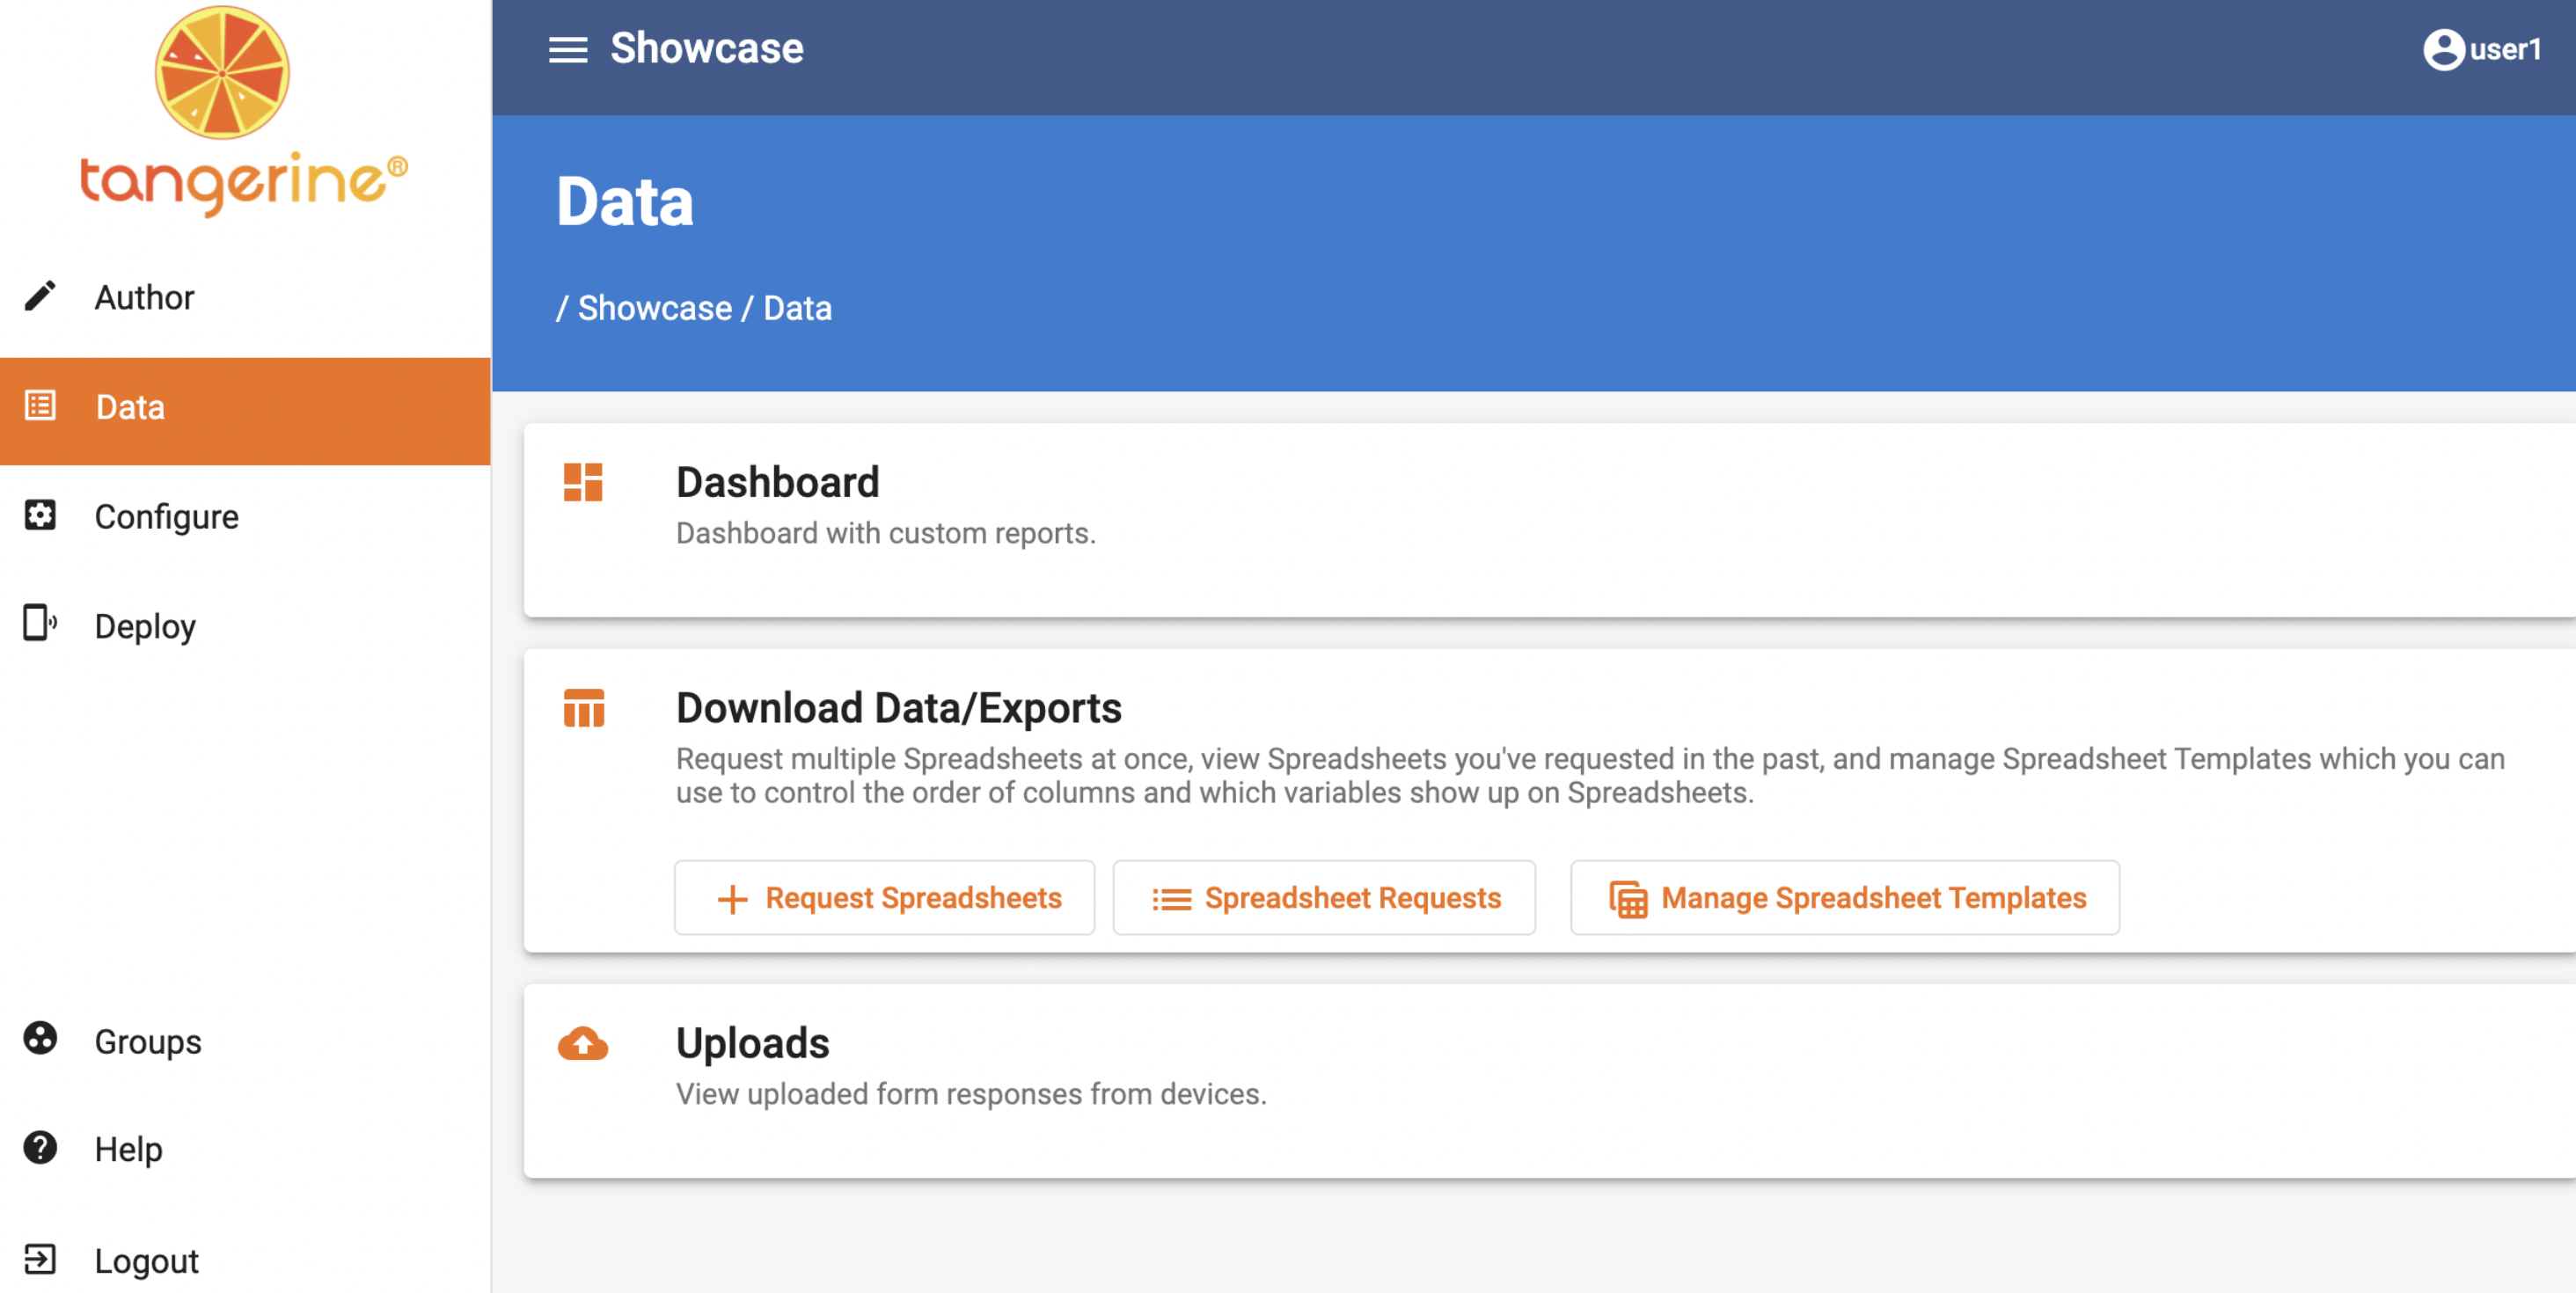 tangerine®
Author
Data
Configure
Deploy
Groups
Help
Logout
Showcase
user1
Data
/ Showcase / Data
Dashboard
Dashboard with custom reports.
Download Data/Exports
Request multiple Spreadsheets at once, view Spreadsheets you've requested in the past, and manage Spreadsheet Templates which you can
use to control the order of columns and which variables show up on Spreadsheets.
Request Spreadsheets
Spreadsheet Requests
Manage Spreadsheet Templates
Uploads
View uploaded form responses from devices.